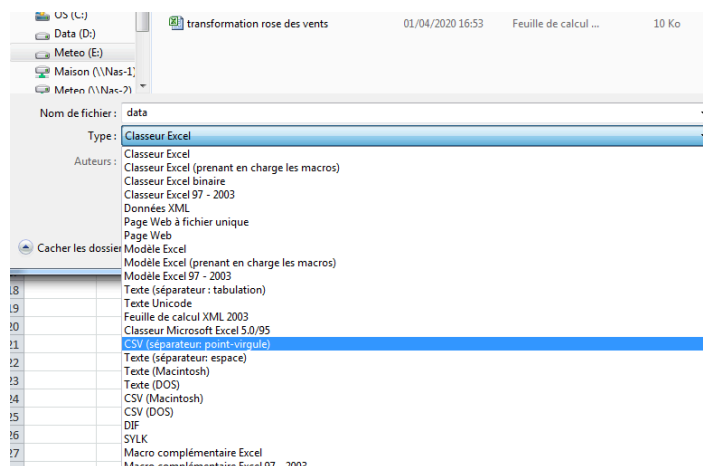 OS (C:)
Data (D:)
Meteo (E:)
Maison (\\Nas-1)
Meteo (\\Nas-2)
transformation rose des vents 01/04/2020 16:53 Feuille de calcul ... 10 Ko
Nom de fichier : data
Type : Classeur Excel
Auteurs :
Classeur Excel
Classeur Excel (prenant en charge les macros)
Classeur Excel binaire
Classeur Excel 97 - 2003
Données XML
Page Web à fichier unique
Page Web
Modèle Excel
Modèle Excel (prenant en charge les macros)
Modèle Excel 97 - 2003
Texte (séparateur : tabulation)
Texte Unicode
Feuille de calcul XML 2003
Classeur Microsoft Excel 5.0/95
CSV (séparateur: point-virgule)
Texte (séparateur: espace)
Texte (Macintosh)
Texte (DOS)
CSV (Macintosh)
CSV (DOS)
DIF
SYLK
Macro complémentaire Excel
Macro complémentaire Excel 97 - 2003
Cacher les dossier
18
19
20
21
22
23
24
25
26
27